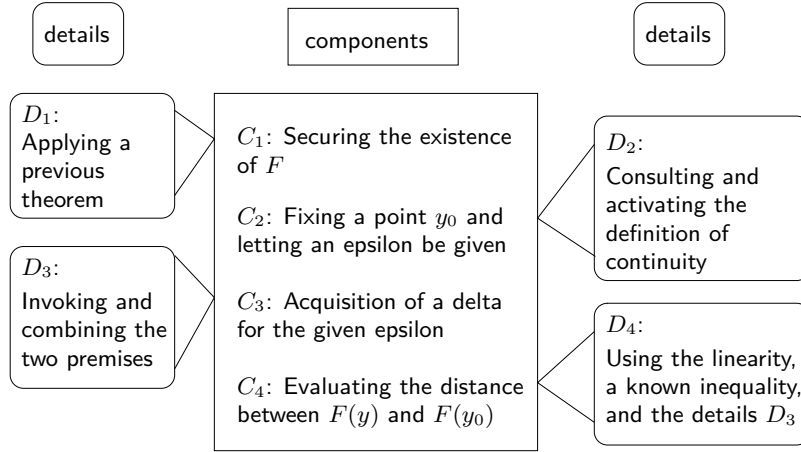 details
components
details
D₁:
Applying a
previous
theorem
D₃:
Invoking and
combining the
two premises
C₁: Securing the existence
of F
C₂: Fixing a point y₀ and
letting an epsilon be given
C₃: Acquisition of a delta
for the given epsilon
C₄: Evaluating the distance
between F(y) and F(y₀)
D₂:
Consulting and
activating the
definition of
continuity
D₄:
Using the linearity,
a known inequality,
and the details D₃